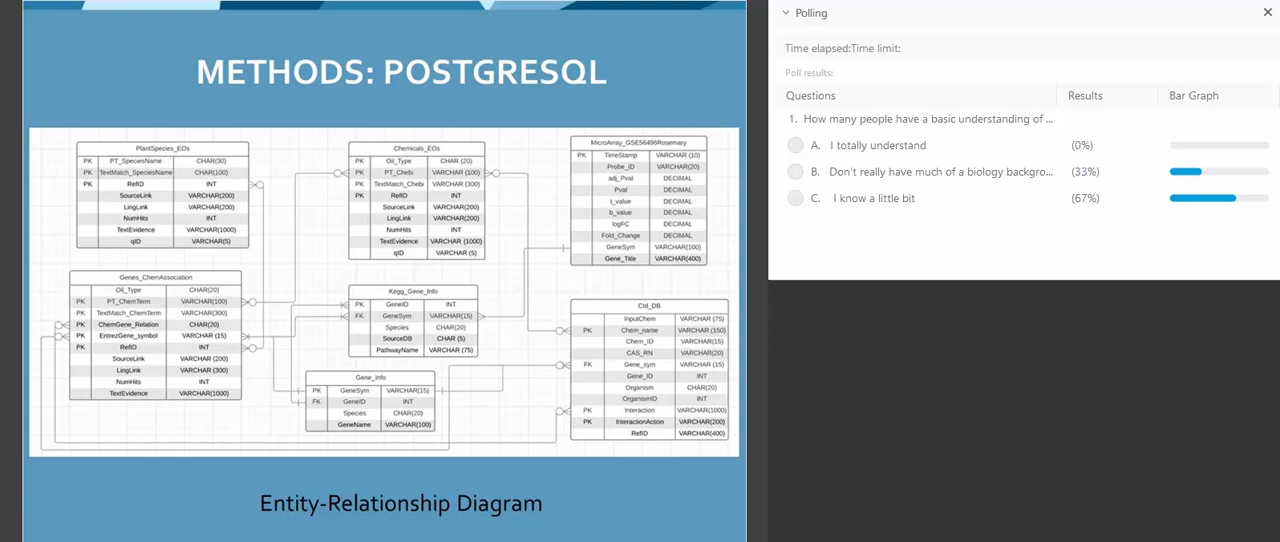 METHODS: POSTGRESQL
PlantSpecies_EOs
PK PT_SpeciesName CHAR(30)
PK TextMatch_SpeciesName CHAR(100)
PK RefID INT
SourceLink VARCHAR(200)
LingLink VARCHAR(200)
NumHits INT
TextEvidence VARCHAR(1000)
qID VARCHAR(5)
Chemicals_EOs
PK Oil_Type CHAR (20)
PK PT_Chebi VARCHAR (100)
PK TextMatch_Chebi VARCHAR (300)
PK RefID INT
SourceLink VARCHAR(200)
LingLink VARCHAR(200)
NumHits INT
TextEvidence VARCHAR (1000)
qID VARCHAR (5)
MicroArray_GSE56496Rosemary
PK TimeStamp VARCHAR (10)
Probe_ID VARCHAR(20)
adj_Pval DECIMAL
Pval DECIMAL
t_value DECIMAL
b_value DECIMAL
logFC DECIMAL
Fold_Change DECIMAL
GeneSym VARCHAR(100)
Gene_Title VARCHAR(400)
Genes_ChemAssociation
Oil_Type CHAR(20)
PK PT_ChemTerm VARCHAR(100)
PK TextMatch_ChemTerm VARCHAR(300)
PK ChemGene_Relation CHAR(20)
PK EntrezGene_symbol VARCHAR (15)
PK RefID INT
SourceLink VARCHAR (200)
LingLink VARCHAR (300)
NumHits INT
TextEvidence VARCHAR(1000)
Kegg_Gene_Info
PK GeneID INT
FK GeneSym VARCHAR(15)
Species CHAR(20)
SourceDB CHAR (5)
PathwayName VARCHAR (75)
Gene_Info
PK GeneSym VARCHAR(15)
FK GeneID INT
Species CHAR(20)
GeneName VARCHAR(100)
Ctd_DB
InputChem VARCHAR (75)
PK Chem_name VARCHAR (150)
Chem_ID VARCHAR(15)
CAS_RN VARCHAR(20)
FK Gene_sym VARCHAR (15)
Gene_ID INT
Organism CHAR(20)
OrganismID INT
PK Interaction VARCHAR(1000)
PK InteractionAction VARCHAR(200)
RefID VARCHAR(400)
Entity-Relationship Diagram
Polling
Time elapsed:Time limit:
Poll results:
Questions Results Bar Graph
1. How many people have a basic understanding of ...
A. I totally understand (0%)
B. Don't really have much of a biology backgro... (33%)
C. I know a little bit (67%)